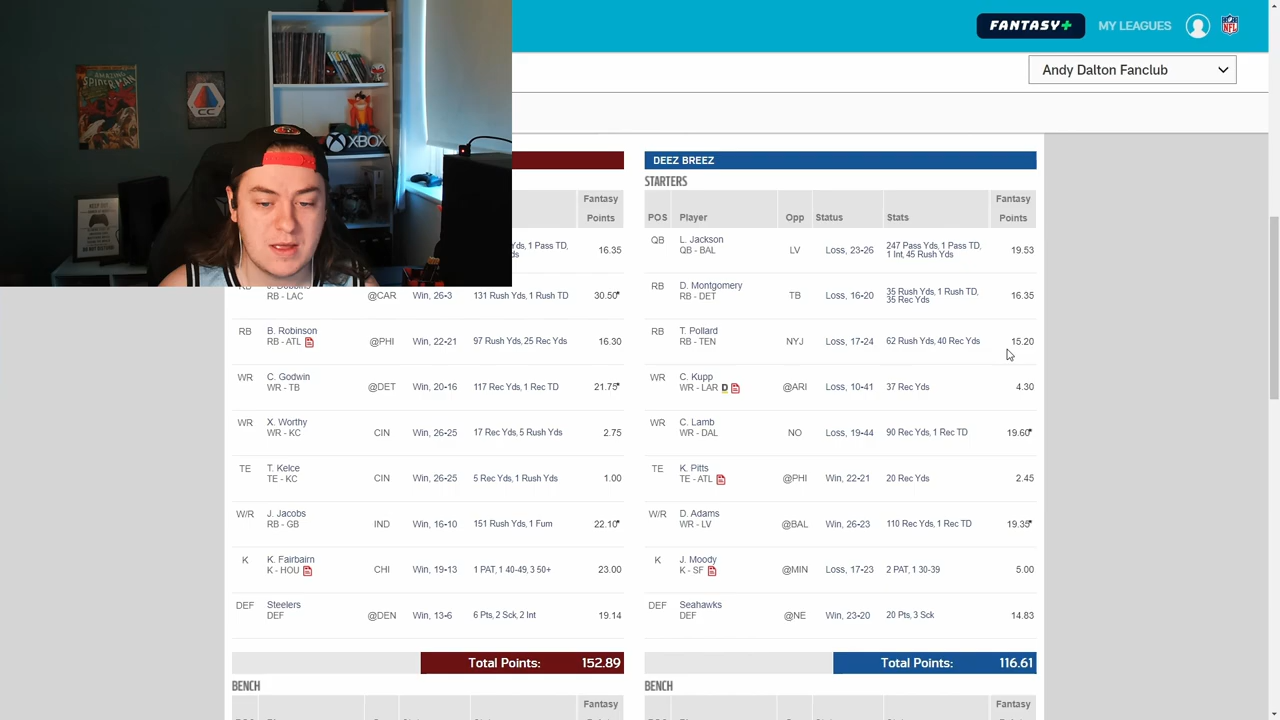 FANTASY+ MY LEAGUES
Andy Dalton Fanclub
AMAZING
SPIDER-MAN
XBOX
DEEZ BREEZ
STARTERS
Fantasy
Points
POS Player Opp Status Stats Fantasy
Points
Yds, 1 Pass TD,
ds
16.35
QB L. Jackson
QB - BAL
LV Loss, 23-26 247 Pass Yds, 1 Pass TD,
1 Int, 45 Rush Yds
19.53
RB - LAC @CAR Win, 26-3 131 Rush Yds, 1 Rush TD 30.50*
RB D. Montgomery
RB - DET
TB Loss, 16-20 35 Rush Yds, 1 Rush TD,
35 Rec Yds
16.35
RB B. Robinson
RB - ATL
@PHI Win, 22-21 97 Rush Yds, 25 Rec Yds 16.30
RB T. Pollard
RB - TEN
NYJ Loss, 17-24 62 Rush Yds, 40 Rec Yds 15.20
WR C. Godwin
WR - TB
@DET Win, 20-16 117 Rec Yds, 1 Rec TD 21.75*
WR C. Kupp
WR - LAR D
@ARI Loss, 10-41 37 Rec Yds 4.30
WR X. Worthy
WR - KC
CIN Win, 26-25 17 Rec Yds, 5 Rush Yds 2.75
WR C. Lamb
WR - DAL
NO Loss, 19-44 90 Rec Yds, 1 Rec TD 19.60*
TE T. Kelce
TE - KC
CIN Win, 26-25 5 Rec Yds, 1 Rush Yds 1.00
TE K. Pitts
TE - ATL
@PHI Win, 22-21 20 Rec Yds 2.45
W/R J. Jacobs
RB - GB
IND Win, 16-10 151 Rush Yds, 1 Fum 22.10*
W/R D. Adams
WR - LV
@BAL Win, 26-23 110 Rec Yds, 1 Rec TD 19.35*
K K. Fairbairn
K - HOU
CHI Win, 19-13 1 PAT, 1 40-49, 3 50+ 23.00
K J. Moody
K - SF
@MIN Loss, 17-23 2 PAT, 1 30-39 5.00
DEF Steelers
DEF
@DEN Win, 13-6 6 Pts, 2 Sck, 2 Int 19.14
DEF Seahawks
DEF
@NE Win, 23-20 20 Pts, 3 Sck 14.83
Total Points: 152.89
Total Points: 116.61
BENCH
BENCH
Fantasy
Fantasy